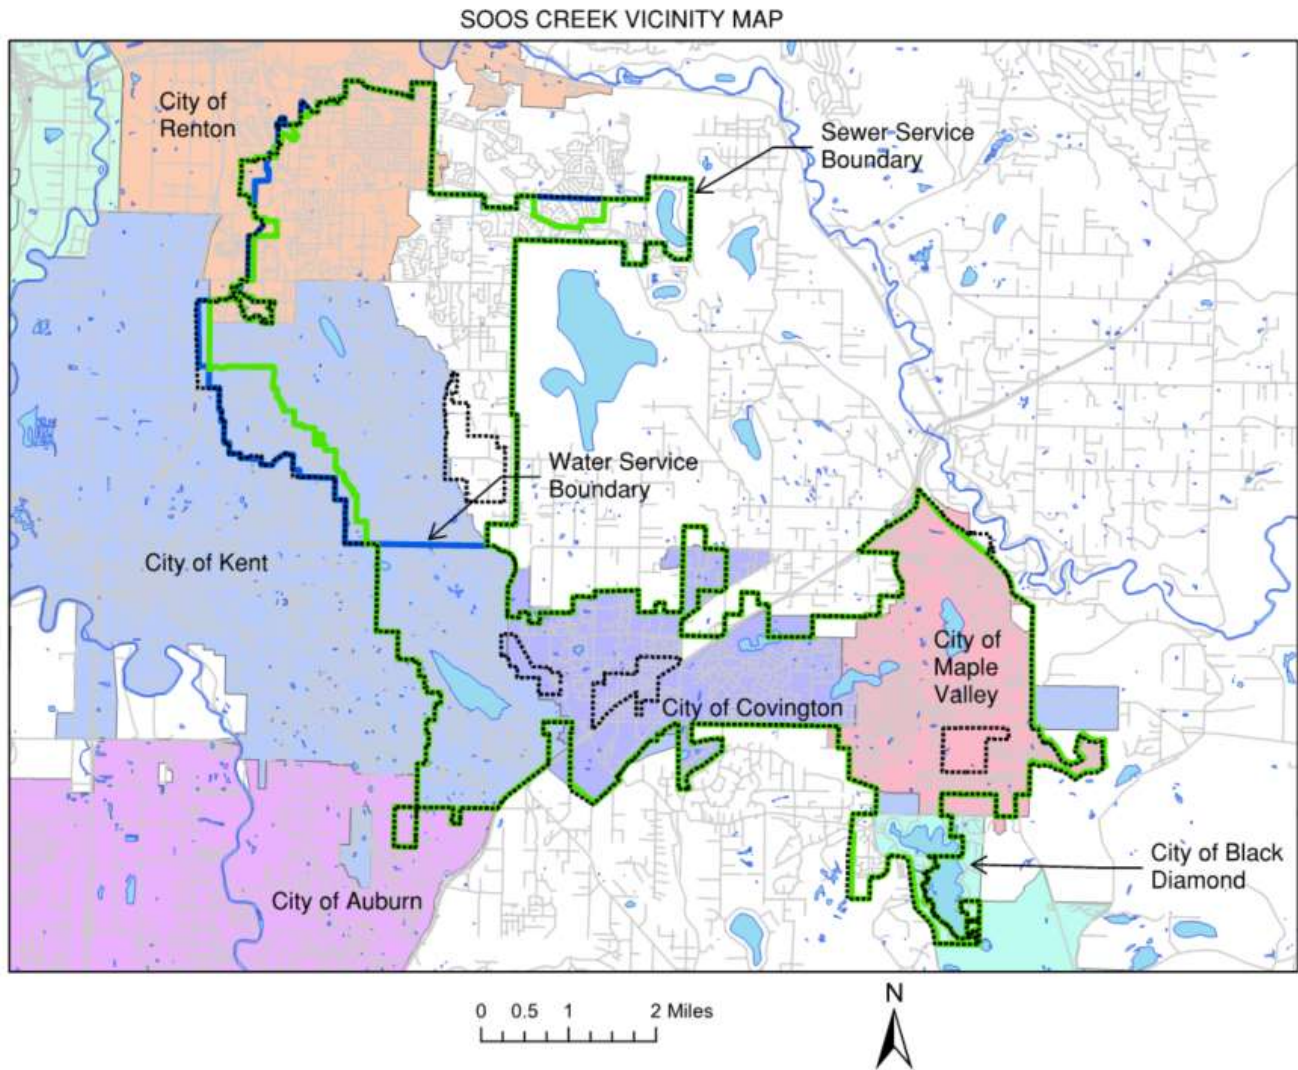 SOOS CREEK VICINITY MAP
City of
Renton
Sewer Service
Boundary
Water Service
Boundary
City of Kent
City of
Maple
Valley
City of Covington
City of Black
Diamond
City of Auburn
N
0 0.5 1 2 Miles